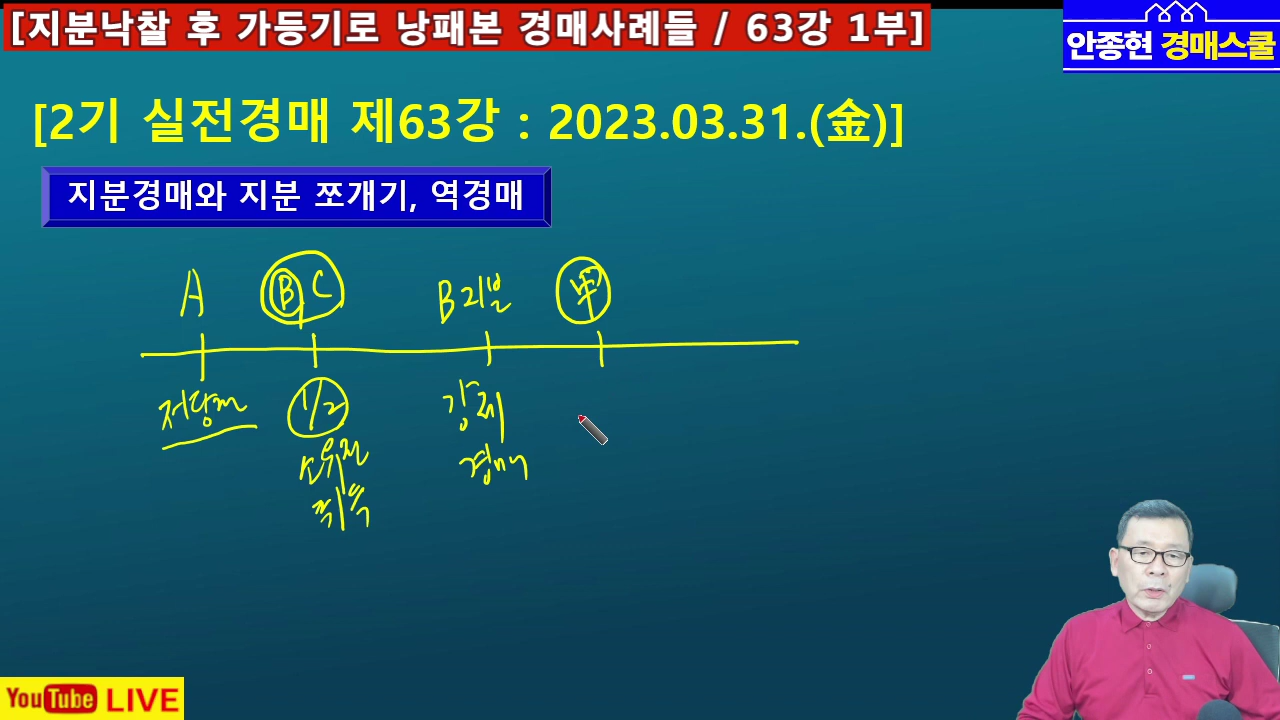 [지분낙찰 후 가등기로 낭패본 경매사례들 / 63강 1부]
안종현 경매스쿨
[2기 실전경매 제63강 : 2023.03.31.(金)]
지분경매와 지분 쪼개기, 역경매
A B, C B지분 甲
저당권 1/2 강제
소유권 경매
취득
YouTube LIVE